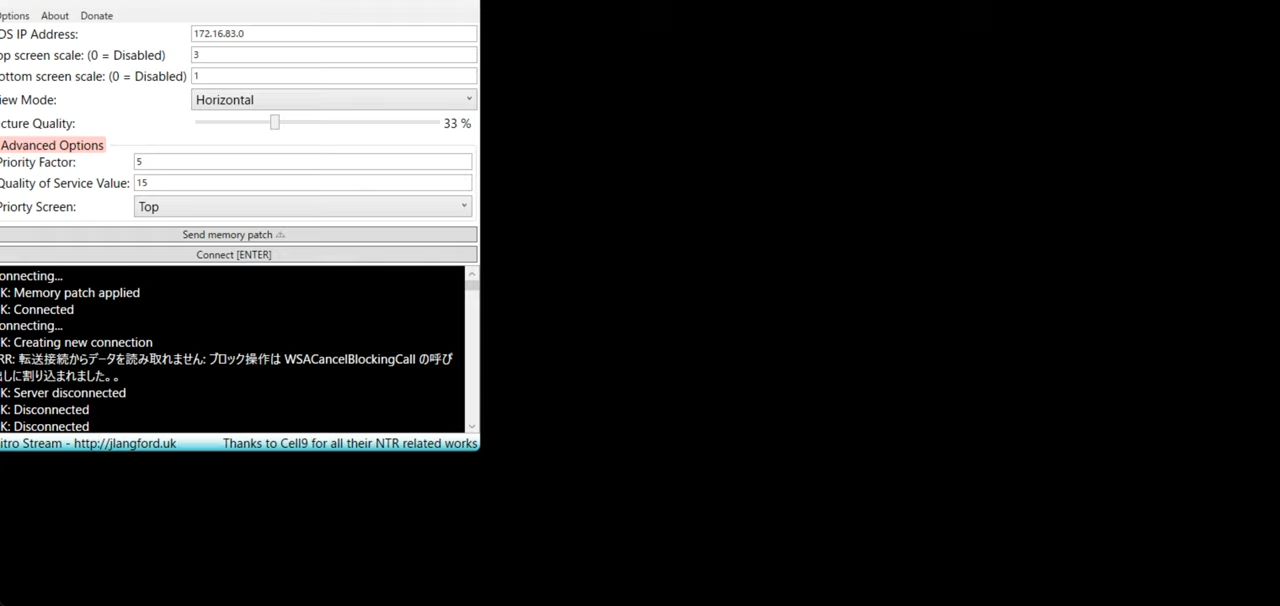 ptions About Donate
DS IP Address: 172.16.83.0
op screen scale: (0 = Disabled) 3
ottom screen scale: (0 = Disabled) 1
iew Mode: Horizontal
cture Quality: 33 %
Advanced Options
Priority Factor: 5
Quality of Service Value: 15
Priorty Screen: Top
Send memory patch ⚠
Connect [ENTER]
onnecting...
K: Memory patch applied
K: Connected
onnecting...
K: Creating new connection
RR: 転送接続からデータを読み取れません: ブロック操作は WSACancelBlockingCall の呼び
出しに割り込まれました。。
K: Server disconnected
K: Disconnected
K: Disconnected
itro Stream - http://jlangford.uk Thanks to Cell9 for all their NTR related works